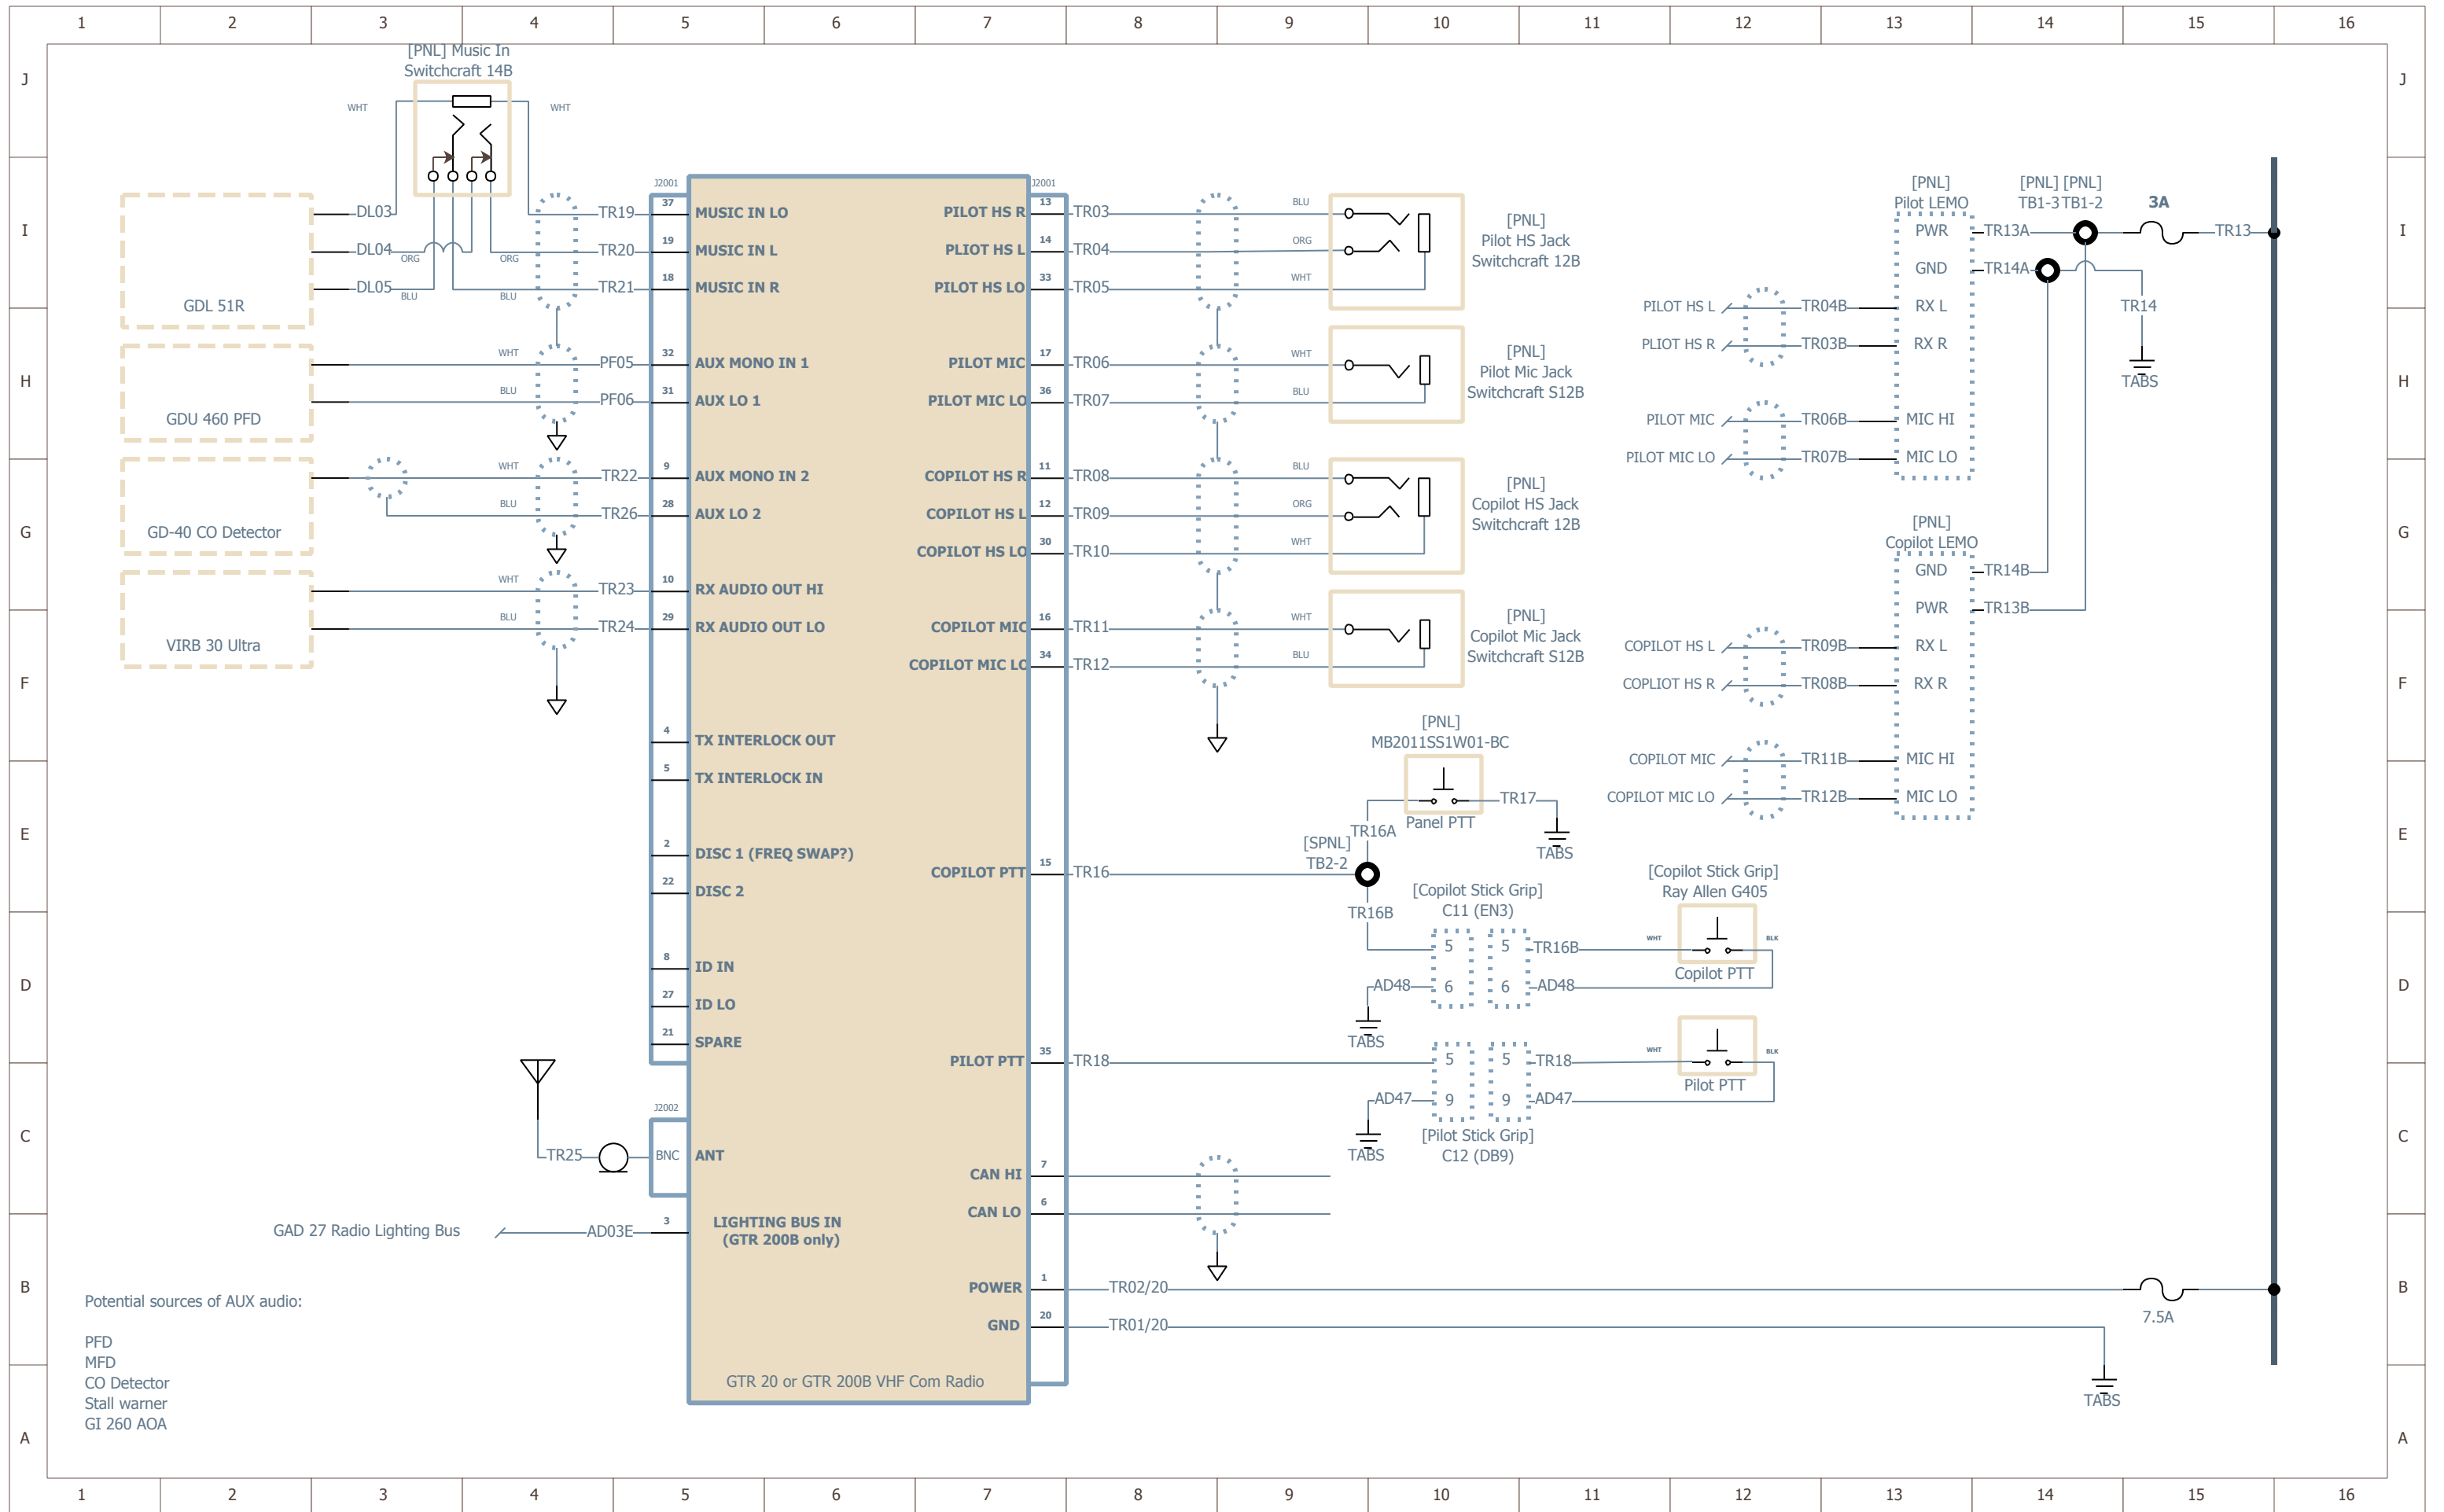 1 2 3 4 5 6 7 8 9 10 11 12 13 14 15 16
J
I
H
G
F
E
D
C
B
A
[PNL] Music In
Switchcraft 14B
WHT
WHT
DL03
DL04
DL05
ORG
BLU
ORG
BLU
GDL 51R
TR19
TR20
TR21
GDU 460 PFD
WHT
PF05
BLU
PF06
GD-40 CO Detector
WHT
TR22
BLU
TR26
VIRB 30 Ultra
WHT
TR23
BLU
TR24
J2001
37 MUSIC IN LO
19 MUSIC IN L
18 MUSIC IN R
32 AUX MONO IN 1
31 AUX LO 1
9 AUX MONO IN 2
28 AUX LO 2
10 RX AUDIO OUT HI
29 RX AUDIO OUT LO
4 TX INTERLOCK OUT
5 TX INTERLOCK IN
2 DISC 1 (FREQ SWAP?)
22 DISC 2
8 ID IN
27 ID LO
21 SPARE
J2002
TR25
BNC ANT
GAD 27 Radio Lighting Bus
AD03E
3 LIGHTING BUS IN
(GTR 200B only)
J2001
PILOT HS R 13 TR03
PLIOT HS L 14 TR04
PILOT HS LO 33 TR05
PILOT MIC 17 TR06
PILOT MIC LO 36 TR07
COPILOT HS R 11 TR08
COPILOT HS L 12 TR09
COPILOT HS LO 30 TR10
COPILOT MIC 16 TR11
COPILOT MIC LO 34 TR12
COPILOT PTT 15 TR16
PILOT PTT 35 TR18
CAN HI 7
CAN LO 6
POWER 1 TR02/20
GND 20 TR01/20
GTR 20 or GTR 200B VHF Com Radio
BLU
ORG
WHT
[PNL]
Pilot HS Jack
Switchcraft 12B
WHT
BLU
[PNL]
Pilot Mic Jack
Switchcraft S12B
BLU
ORG
WHT
[PNL]
Copilot HS Jack
Switchcraft 12B
WHT
BLU
[PNL]
Copilot Mic Jack
Switchcraft S12B
[PNL]
MB2011SS1W01-BC
Panel PTT
TR17
TABS
TR16A
[SPNL]
TB2-2
TR16B
[Copilot Stick Grip]
C11 (EN3)
5 5 TR16B
AD48 6 6 AD48
TABS
WHT
BLK
[Copilot Stick Grip]
Ray Allen G405
Copilot PTT
5 5 TR18
AD47 9 9 AD47
TABS
[Pilot Stick Grip]
C12 (DB9)
WHT
BLK
Pilot PTT
[PNL]
Pilot LEMO
PWR TR13A
GND TR14A
PILOT HS L TR04B RX L
PLIOT HS R TR03B RX R
PILOT MIC TR06B MIC HI
PILOT MIC LO TR07B MIC LO
[PNL] [PNL]
TB1-3 TB1-2
3A
TR13
TR14
TABS
[PNL]
Copilot LEMO
GND TR14B
PWR TR13B
COPILOT HS L TR09B RX L
COPLIOT HS R TR08B RX R
COPILOT MIC TR11B MIC HI
COPILOT MIC LO TR12B MIC LO
7.5A
TABS
Potential sources of AUX audio:
PFD
MFD
CO Detector
Stall warner
GI 260 AOA
J
I
H
G
F
E
D
C
B
A
1 2 3 4 5 6 7 8 9 10 11 12 13 14 15 16